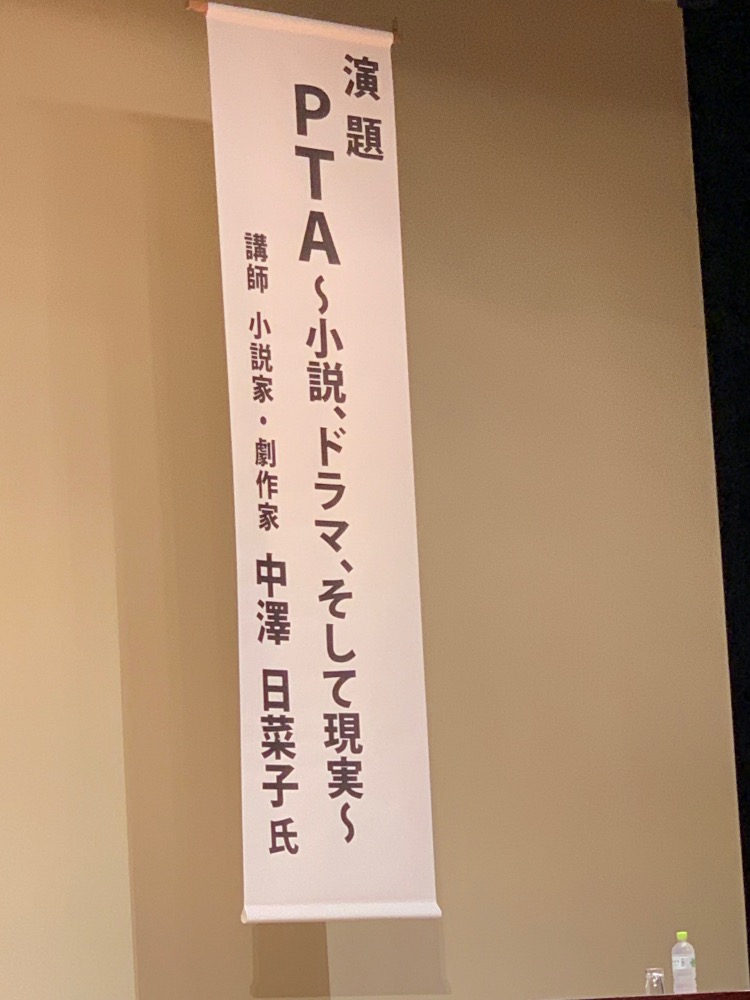 演題
PTA〜小説、ドラマ、そして現実〜
講師 小説家・劇作家 中澤 日菜子 氏